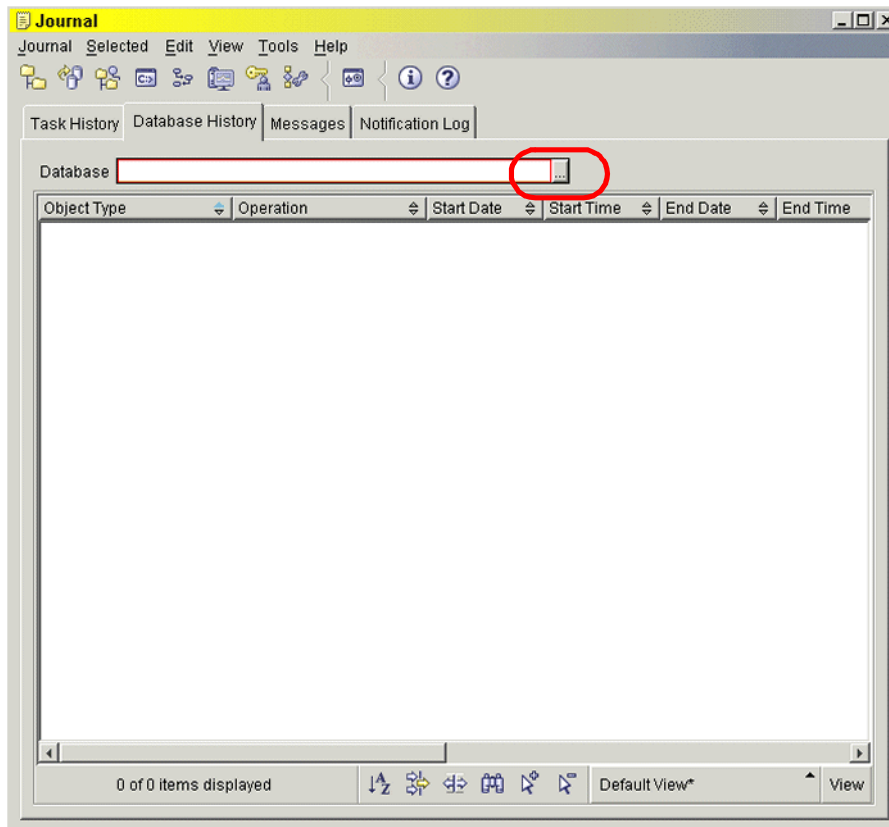 Journal
Journal Selected Edit View Tools Help
Task History Database History Messages Notification Log
Database ...
Object Type Operation Start Date Start Time End Date End Time
0 of 0 items displayed Default View* View